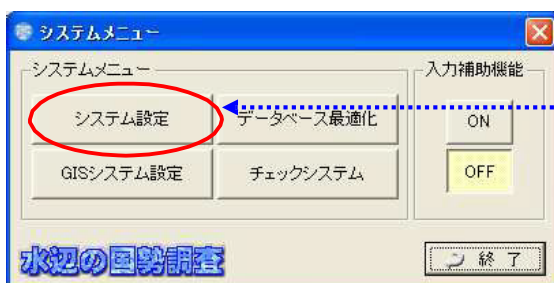 システムメニュー
システムメニュー
入力補助機能
システム設定
データベース最適化
ON
GISシステム設定
チェックシステム
OFF
水辺の国勢調査
終 了